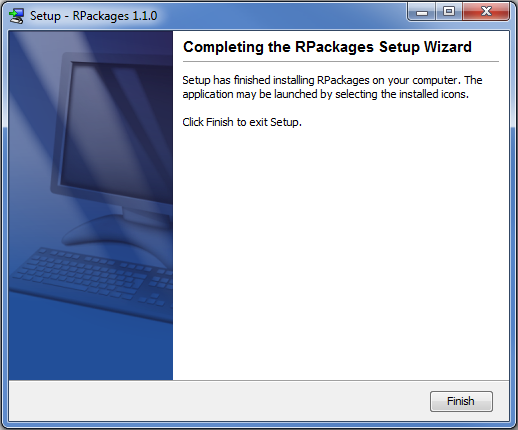 Setup - RPackages 1.1.0
Completing the RPackages Setup Wizard
Setup has finished installing RPackages on your computer. The
application may be launched by selecting the installed icons.
Click Finish to exit Setup.
Finish